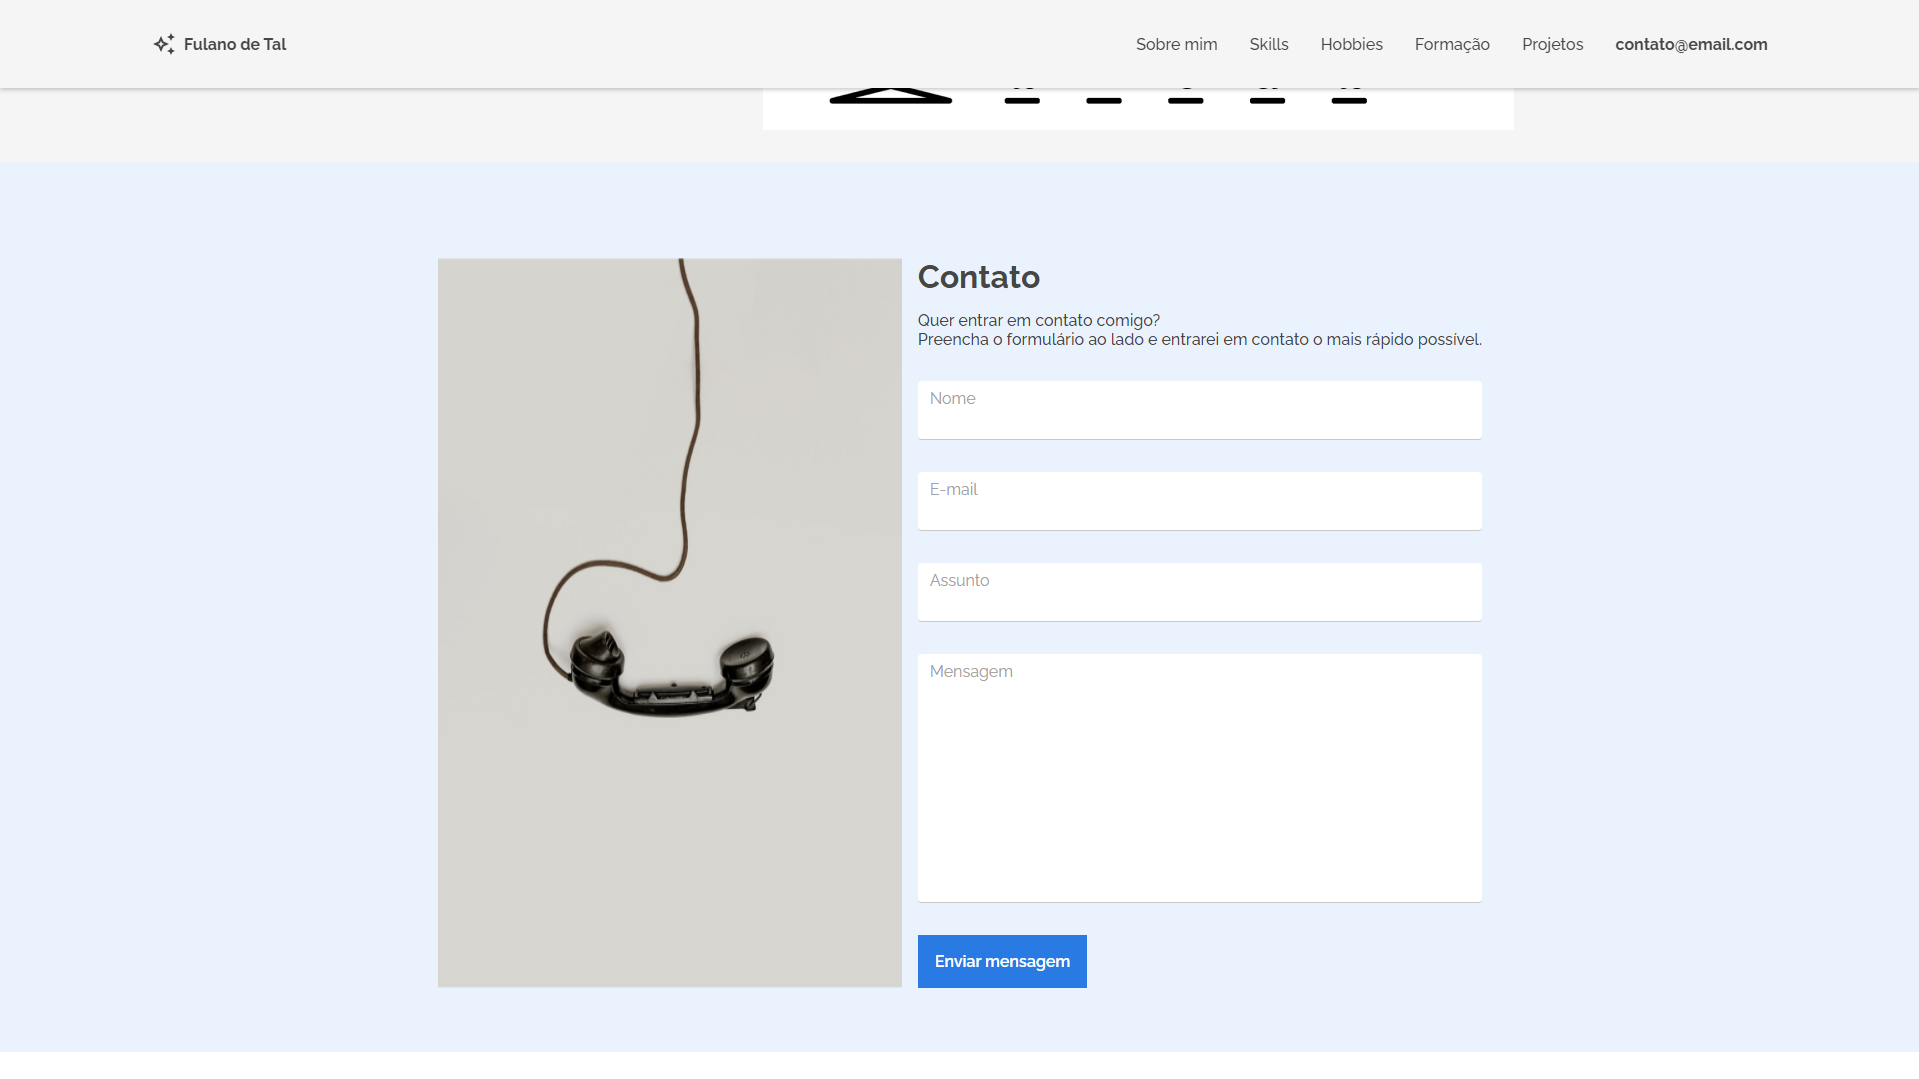 Fulano de Tal
Sobre mim Skills Hobbies Formação Projetos contato@email.com
Contato
Quer entrar em contato comigo?
Preencha o formulário ao lado e entrarei em contato o mais rápido possível.
Nome
E-mail
Assunto
Mensagem
Enviar mensagem